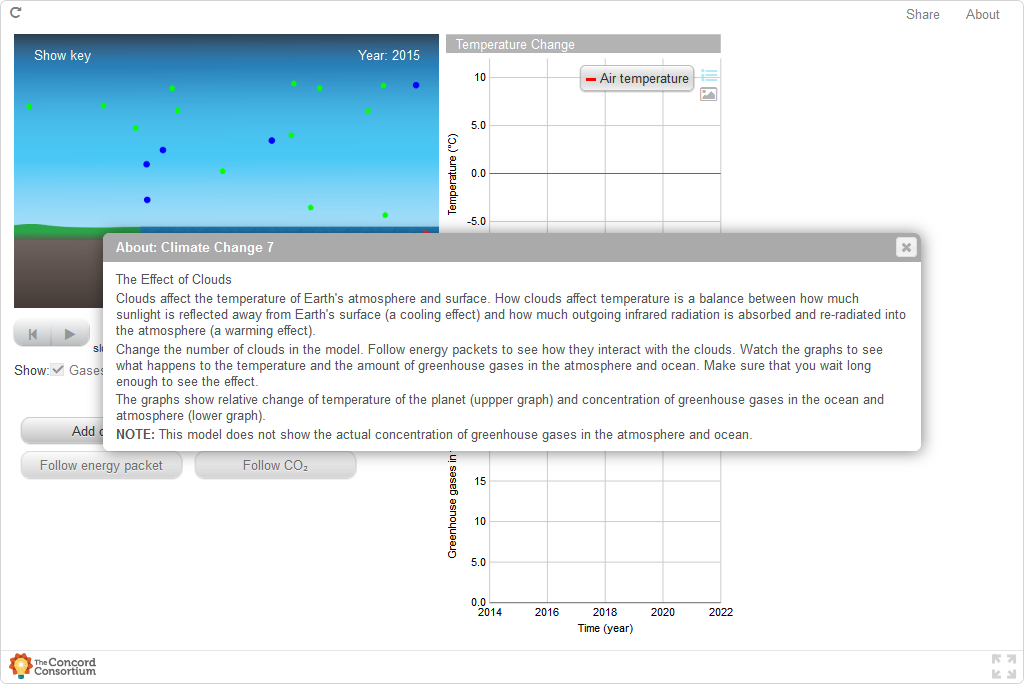 Share About
Show key Year: 2015
Temperature Change
Air temperature
10
5.0
0.0
-5.0
Temperature (°C)
About: Climate Change 7
The Effect of Clouds
Clouds affect the temperature of Earth's atmosphere and surface. How clouds affect temperature is a balance between how much
sunlight is reflected away from Earth's surface (a cooling effect) and how much outgoing infrared radiation is absorbed and re-radiated into
the atmosphere (a warming effect).
Change the number of clouds in the model. Follow energy packets to see how they interact with the clouds. Watch the graphs to see
what happens to the temperature and the amount of greenhouse gases in the atmosphere and ocean. Make sure that you wait long
enough to see the effect.
The graphs show relative change of temperature of the planet (uppper graph) and concentration of greenhouse gases in the ocean and
atmosphere (lower graph).
NOTE: This model does not show the actual concentration of greenhouse gases in the atmosphere and ocean.
Show: Gases
Add
Follow energy packet Follow CO₂
Greenhouse gases in
15
10
5.0
0.0
2014 2016 2018 2020 2022
Time (year)
The Concord
Consortium